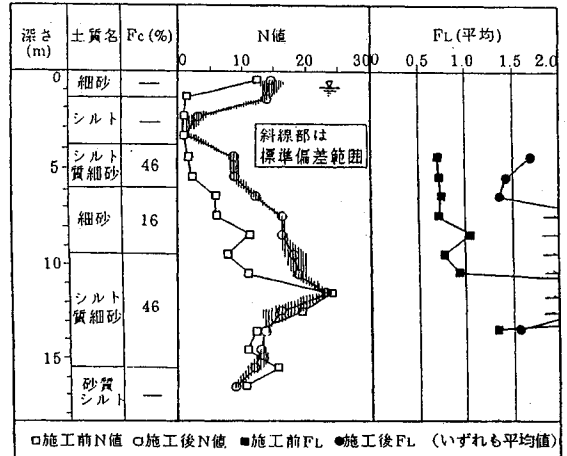 深さ (m) 土質名 Fc (%) N値 FL (平均)
0 10 20 30 0 0.5 1.0 1.5 2.0
0
細砂 —
シルト —
斜線部は
標準偏差範囲
5
シルト
質細砂 46
細砂 16
10
シルト
質細砂 46
15
砂質
シルト —
□施工前N値 ○施工後N値 ■施工前FL ●施工後FL (いずれも平均値)